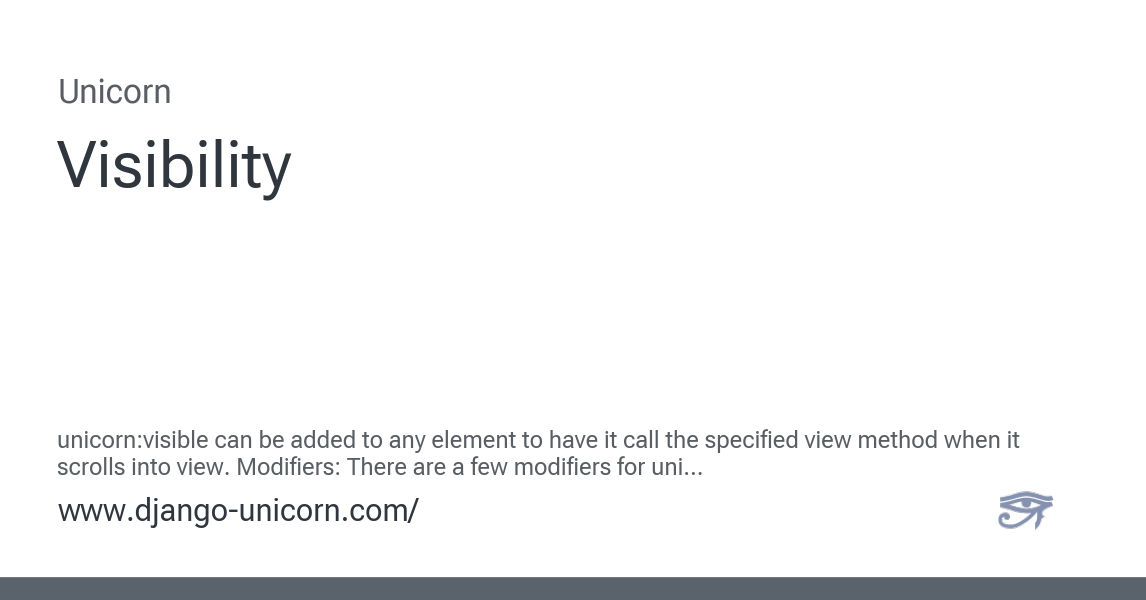 Unicorn
Visibility
unicorn:visible can be added to any element to have it call the specified view method when it
scrolls into view. Modifiers: There are a few modifiers for uni...
www.django-unicorn.com/